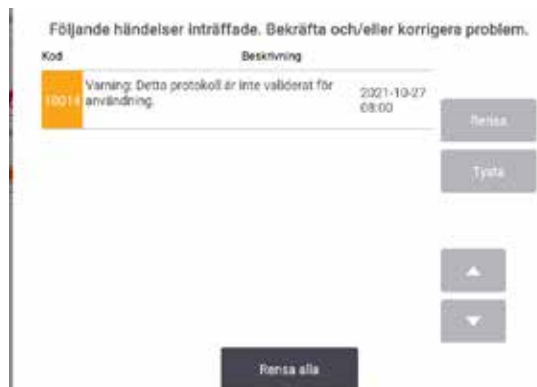 Följande händelser inträffade. Bekräfta och/eller korrigera problem.
Kod Beskrivning
Varning: Detta protokoll är inte validerat för
användning.
2021-10-27
08:00
Rensa
Tysta
Rensa alla